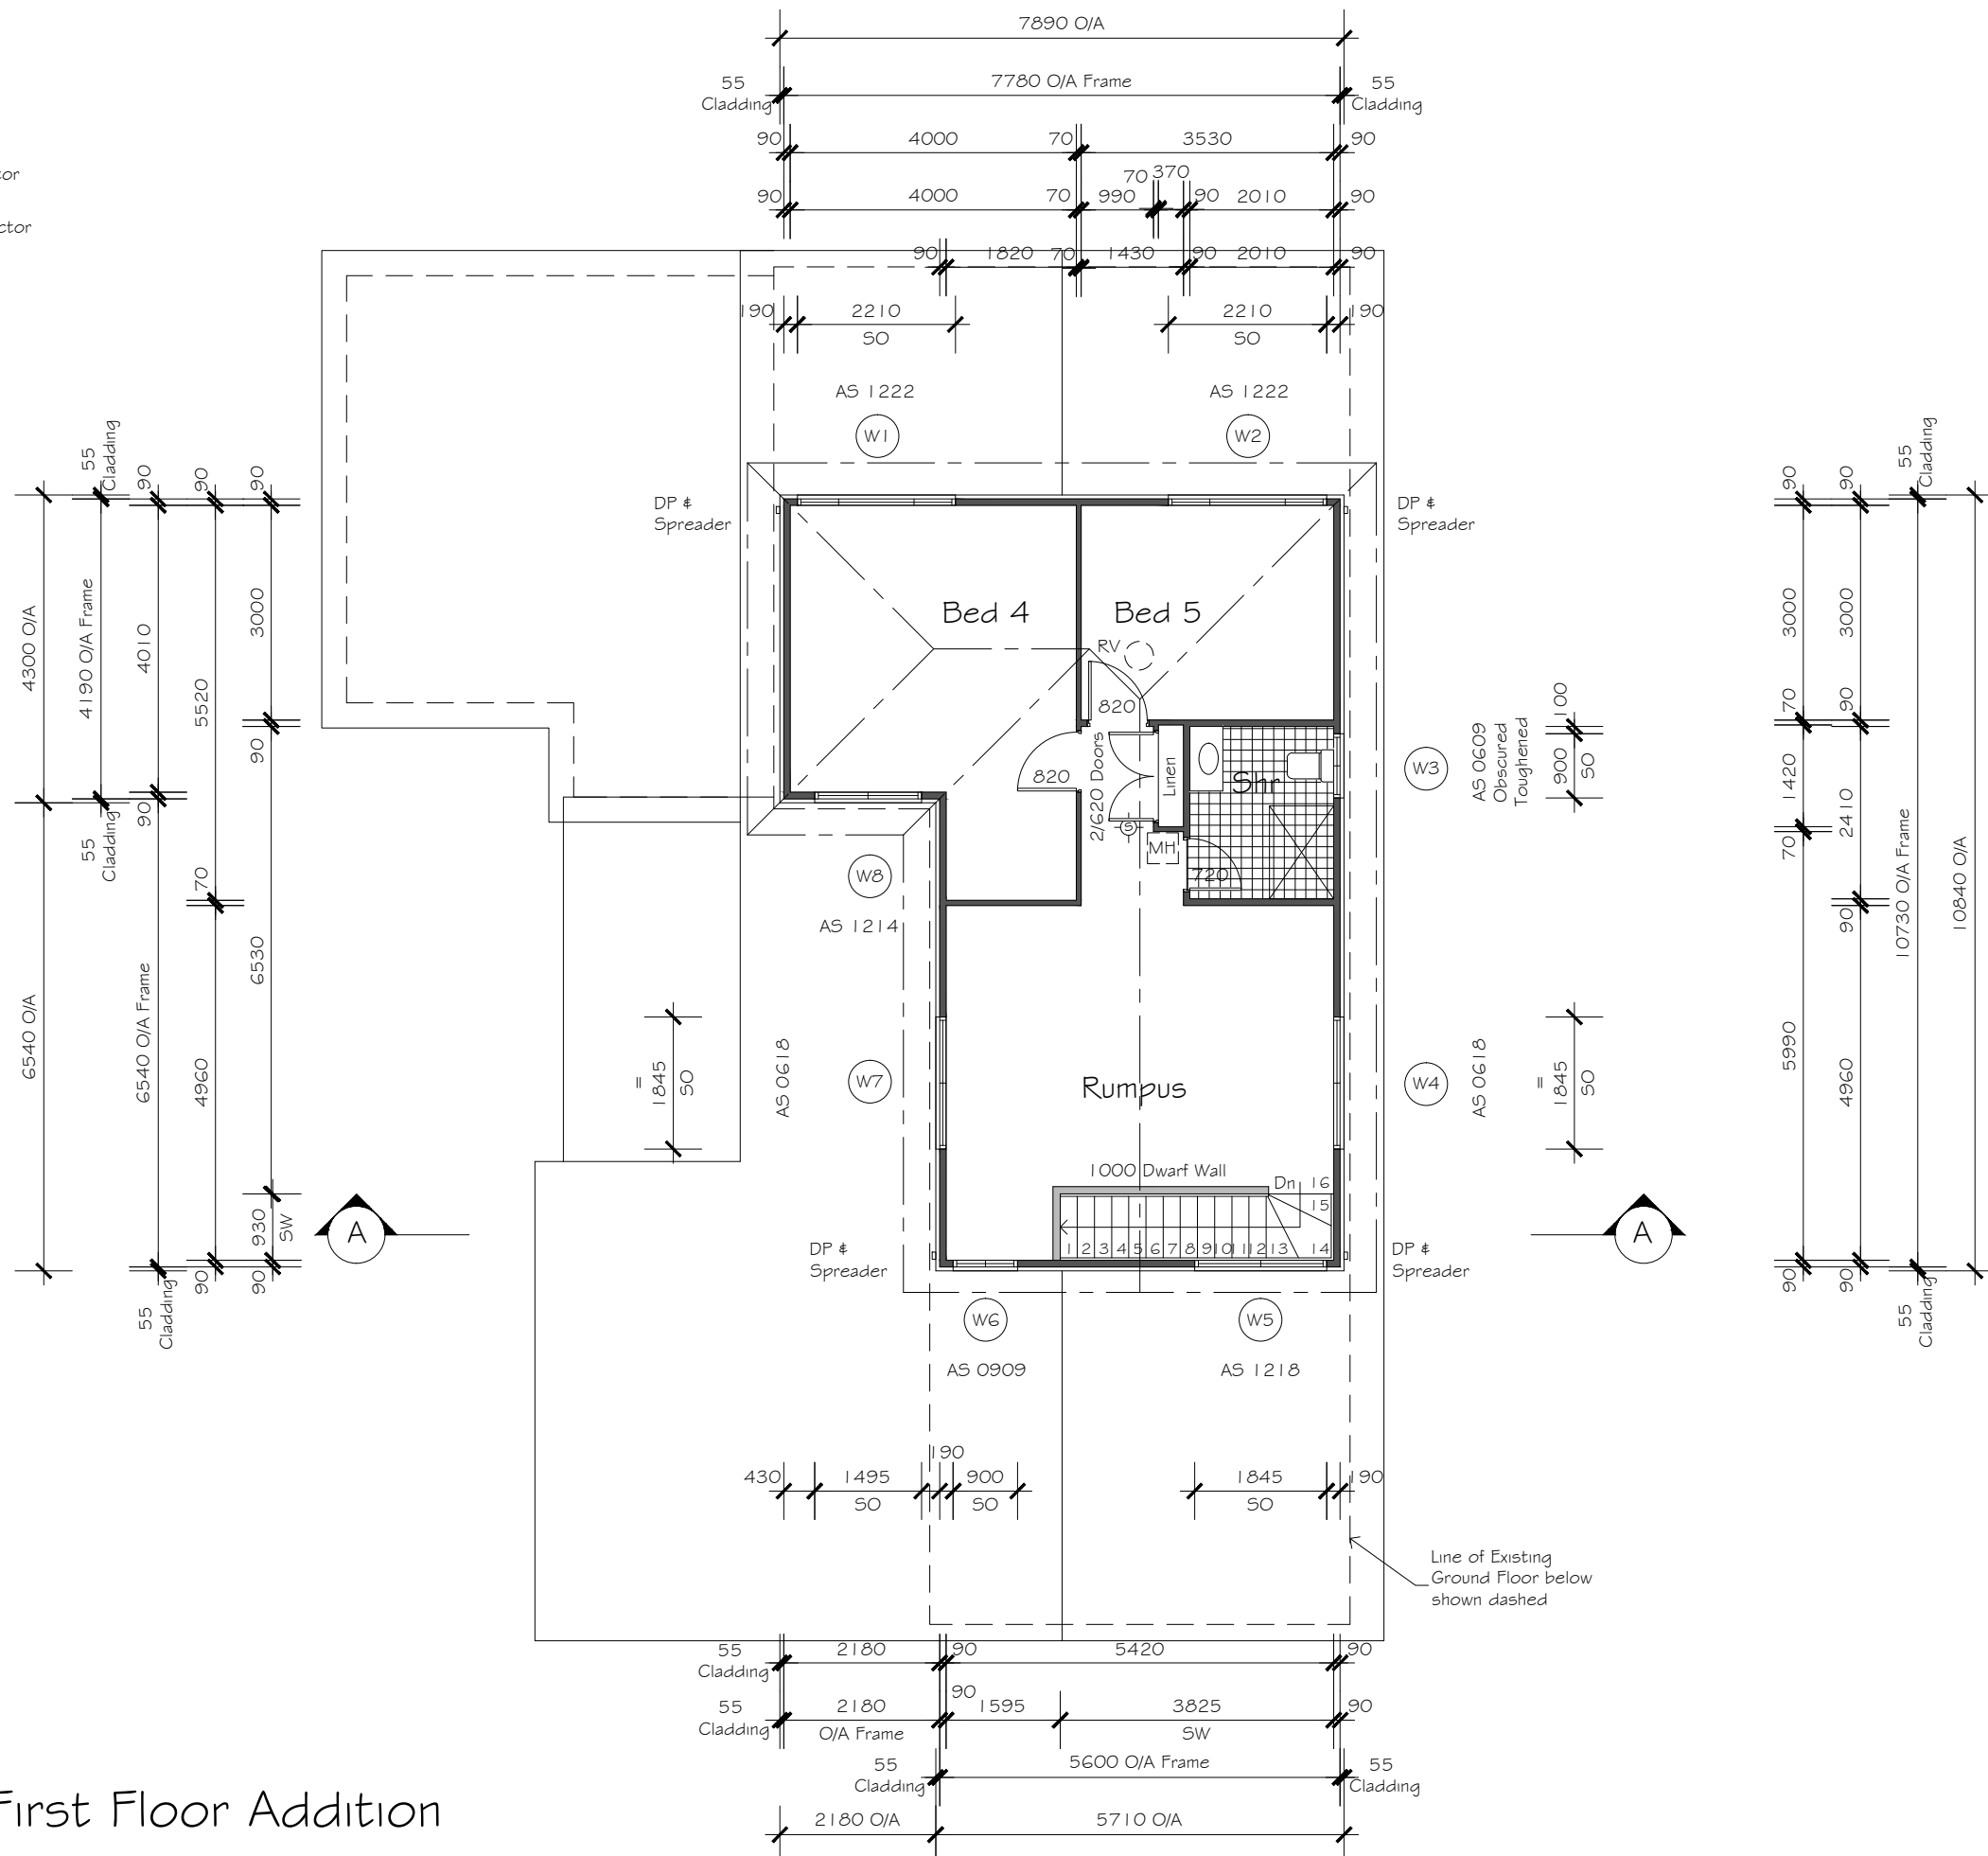 7890 O/A
55
Cladding
7780 O/A Frame
55
Cladding
90
4000
70
3530
90
90
4000
70
990
70
370
90
2010
90
90
1820
70
1430
90
2010
90
190
2210
SO
2210
SO
190
AS 1222
AS 1222
W1
W2
DP &
Spreader
DP &
Spreader
Bed 4
Bed 5
RV
820
820
2/620 Doors
Linen
Shr
S
MH
720
W3
AS 0609
Obscured
Toughened
100
900
SO
W8
AS 1214
W7
AS 0618
=
1845
SO
Rumpus
W4
AS 0618
=
1845
SO
1000 Dwarf Wall
Dn
16
15
1 2 3 4 5 6 7 8 9 10 11 12 13 14
A
A
DP &
Spreader
DP &
Spreader
W6
W5
AS 0909
AS 1218
430
1495
SO
190
900
SO
1845
SO
190
Line of Existing
Ground Floor below
shown dashed
55
Cladding
2180
90
5420
90
55
Cladding
2180
O/A Frame
90
1595
3825
SW
90
55
Cladding
5600 O/A Frame
55
Cladding
2180 O/A
5710 O/A
4300 O/A
6540 O/A
55
Cladding
4190 O/A Frame
55
Cladding
90
4010
90
6540 O/A Frame
55
Cladding
90
5520
70
4960
90
90
3000
90
6530
930
SW
90
90
3000
70
1420
70
5990
90
90
3000
90
2410
90
4960
90
55
Cladding
10730 O/A Frame
55
Cladding
10840 O/A
First Floor Addition